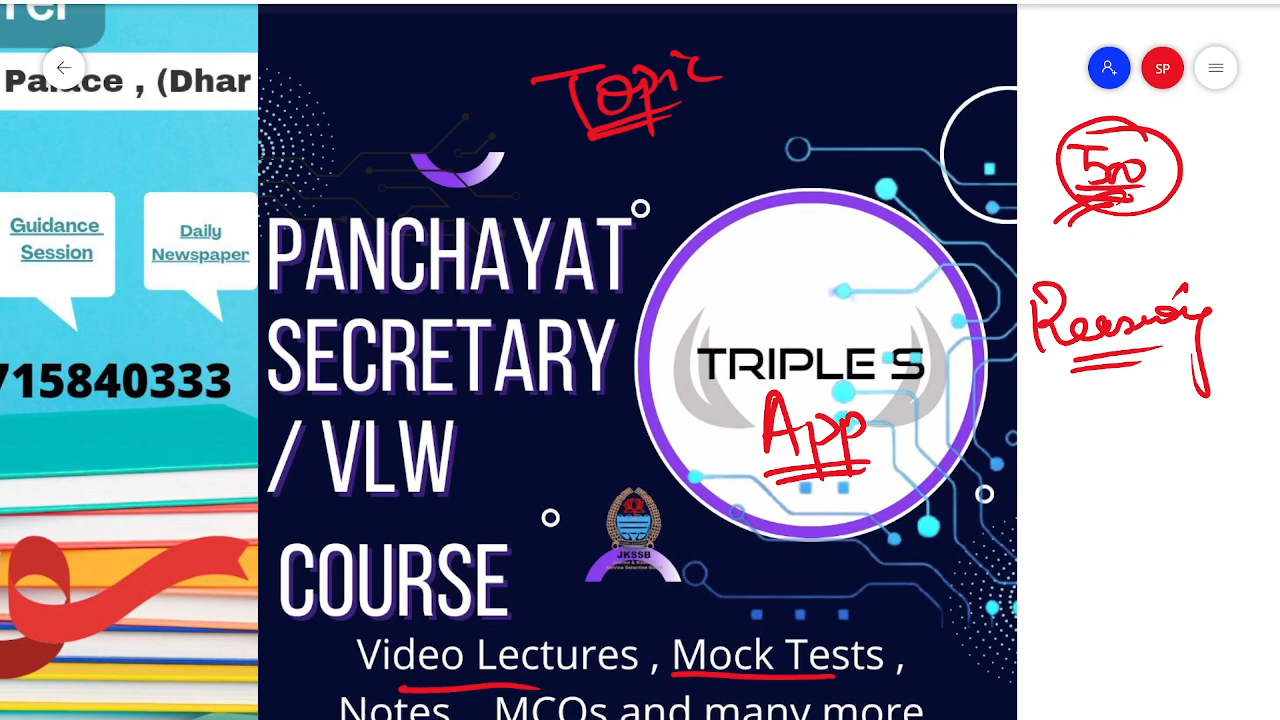 Palace , (Dhar
Guidance
Session
Daily
Newspaper
715840333
Topic
PANCHAYAT
SECRETARY
/ VLW
COURSE
TRIPLE S
App
JKSSB
Video Lectures , Mock Tests ,
Notes , MCQs and many more
SP
500
Reasoning